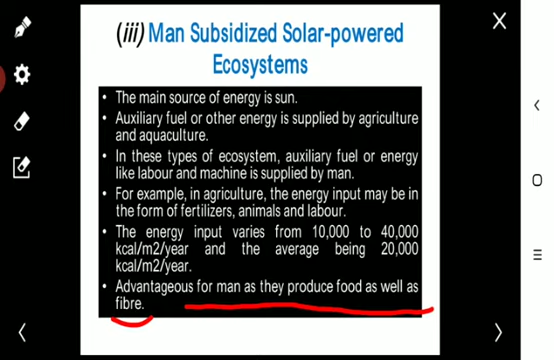 (iii) Man Subsidized Solar-powered
Ecosystems
• The main source of energy is sun.
• Auxiliary fuel or other energy is supplied by agriculture
and aquaculture.
• In these types of ecosystem, auxiliary fuel or energy
like labour and machine is supplied by man.
• For example, in agriculture, the energy input may be in
the form of fertilizers, animals and labour.
• The energy input varies from 10,000 to 40,000
kcal/m2/year and the average being 20,000
kcal/m2/year.
• Advantageous for man as they produce food as well as
fibre.